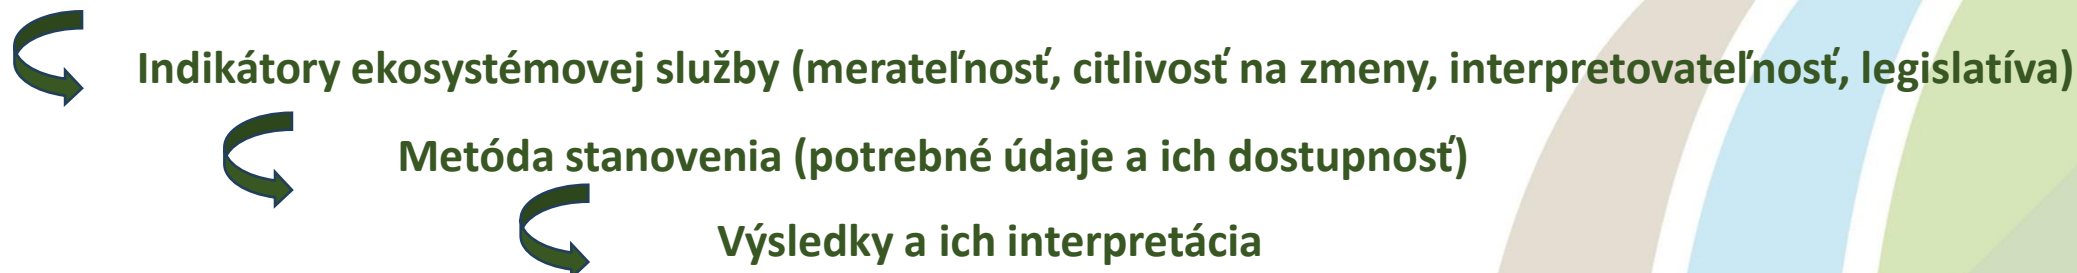 Indikátory ekosystémovej služby (merateľnosť, citlivosť na zmeny, interpretovateľnosť, legislatíva)
Metóda stanovenia (potrebné údaje a ich dostupnosť)
Výsledky a ich interpretácia